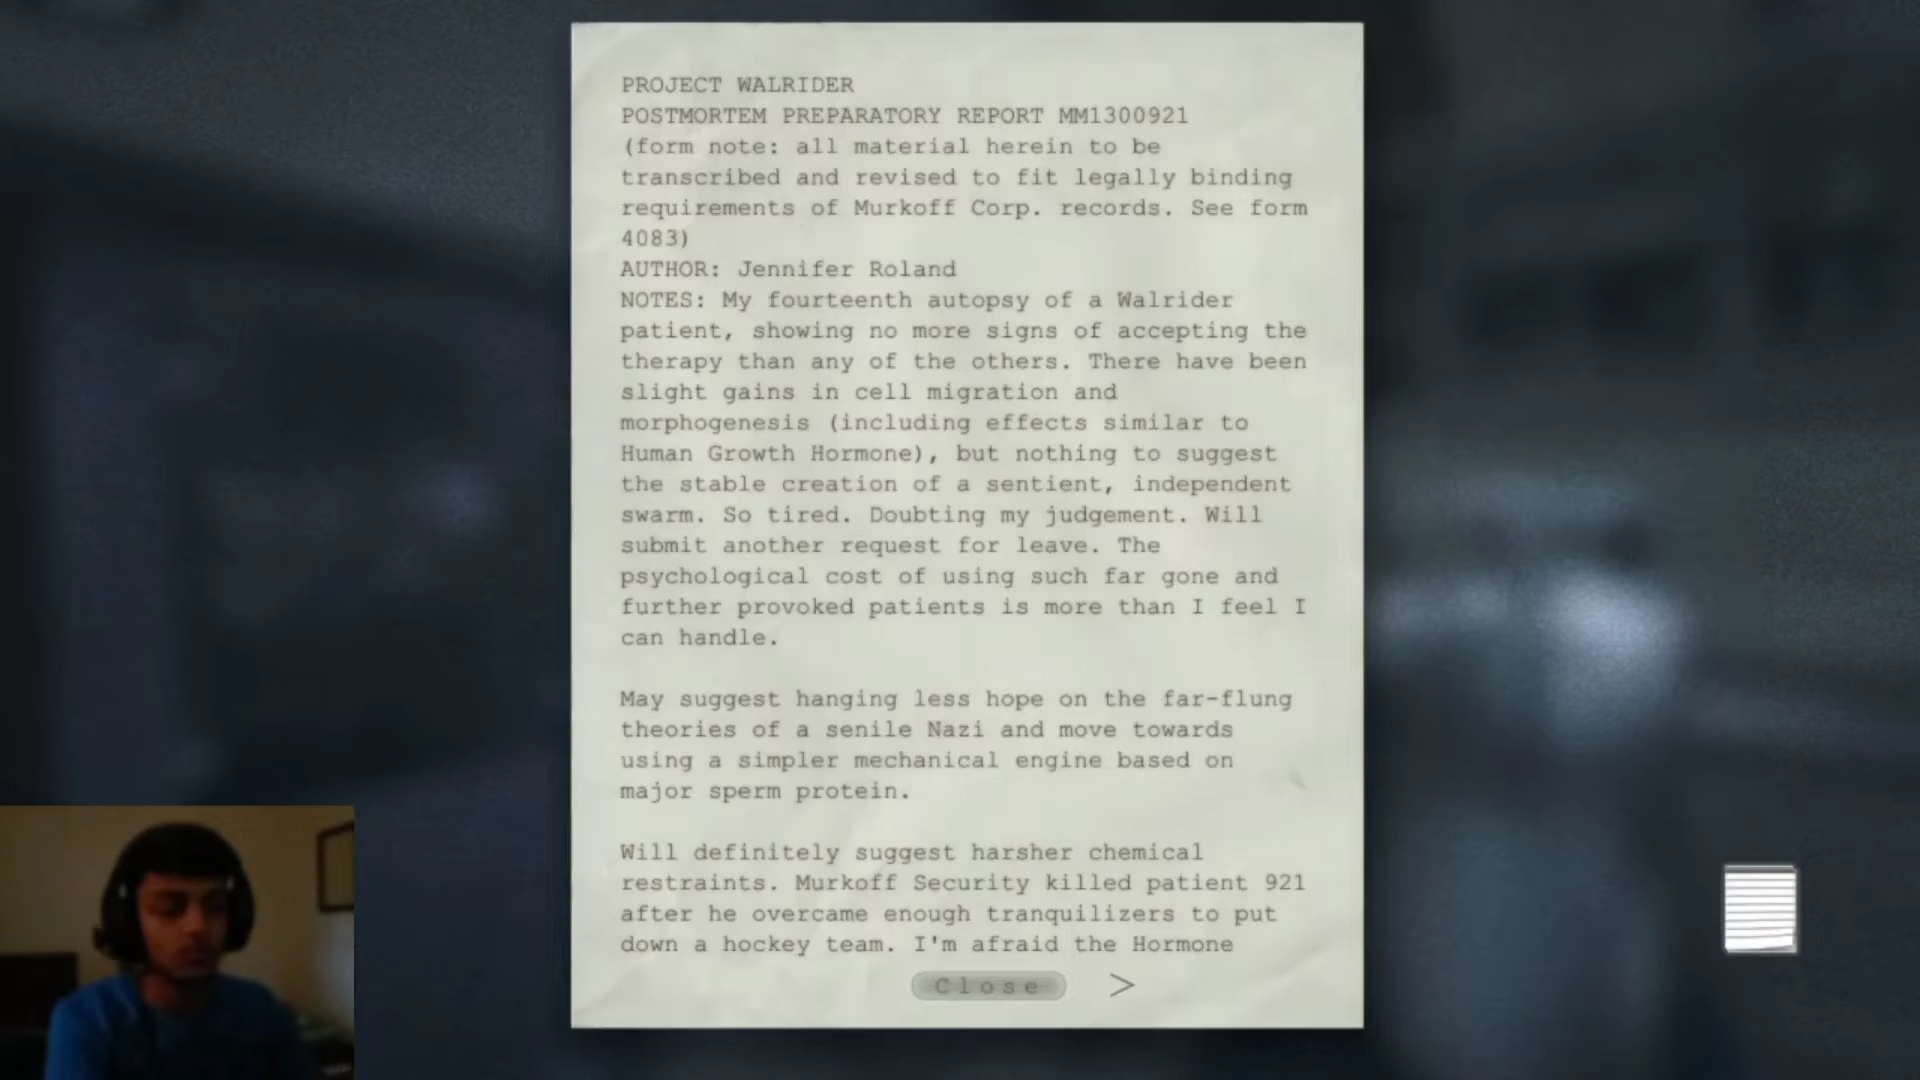 PROJECT WALRIDER
POSTMORTEM PREPARATORY REPORT MM1300921
(form note: all material herein to be
transcribed and revised to fit legally binding
requirements of Murkoff Corp. records. See form
4083)
AUTHOR: Jennifer Roland
NOTES: My fourteenth autopsy of a Walrider
patient, showing no more signs of accepting the
therapy than any of the others. There have been
slight gains in cell migration and
morphogenesis (including effects similar to
Human Growth Hormone), but nothing to suggest
the stable creation of a sentient, independent
swarm. So tired. Doubting my judgement. Will
submit another request for leave. The
psychological cost of using such far gone and
further provoked patients is more than I feel I
can handle.
May suggest hanging less hope on the far-flung
theories of a senile Nazi and move towards
using a simpler mechanical engine based on
major sperm protein.
Will definitely suggest harsher chemical
restraints. Murkoff Security killed patient 921
after he overcame enough tranquilizers to put
down a hockey team. I'm afraid the Hormone
Close >